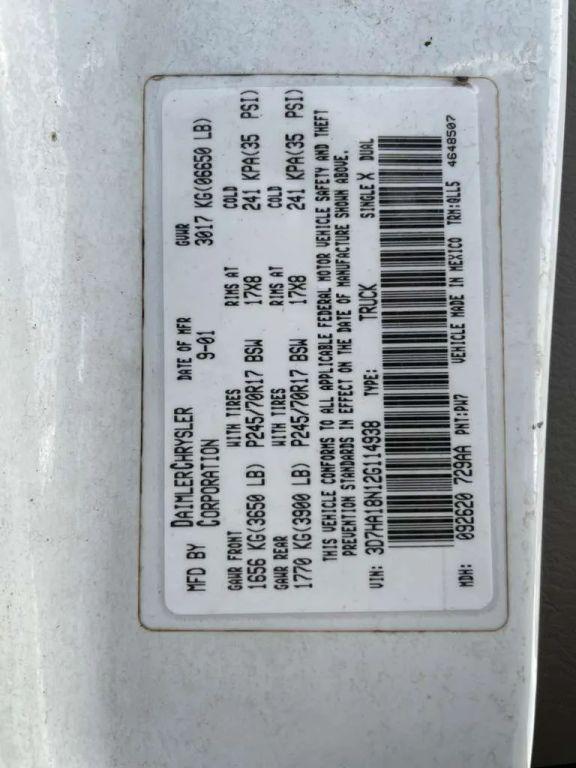 MFD BY DAIMLERCHRYSLER CORPORATION DATE OF MFR 9-01 GVWR 3017 KG(06650 LB)
GAWR FRONT WITH TIRES RIMS AT COLD
1656 KG(3650 LB) P245/70R17 BSW 17X8 241 KPA(35 PSI)
GAWR REAR WITH TIRES RIMS AT COLD
1770 KG(3900 LB) P245/70R17 BSW 17X8 241 KPA(35 PSI)
THIS VEHICLE CONFORMS TO ALL APPLICABLE FEDERAL MOTOR VEHICLE SAFETY AND THEFT
PREVENTION STANDARDS IN EFFECT ON THE DATE OF MANUFACTURE SHOWN ABOVE.
VIN: 3D7HA18N12G114938 TYPE: TRUCK SINGLE X DUAL
MDH: 092620 729AA PNT:PW7 VEHICLE MADE IN MEXICO TRM:QLL5 4648507